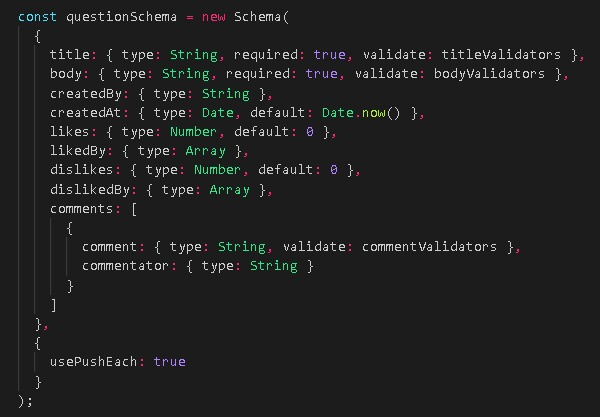 const questionSchema = new Schema(
{
title: { type: String, required: true, validate: titleValidators },
body: { type: String, required: true, validate: bodyValidators },
createdBy: { type: String },
createdAt: { type: Date, default: Date.now() },
likes: { type: Number, default: 0 },
likedBy: { type: Array },
dislikes: { type: Number, default: 0 },
dislikedBy: { type: Array },
comments: [
{
comment: { type: String, validate: commentValidators },
commentator: { type: String }
}
]
},
{
usePushEach: true
}
);